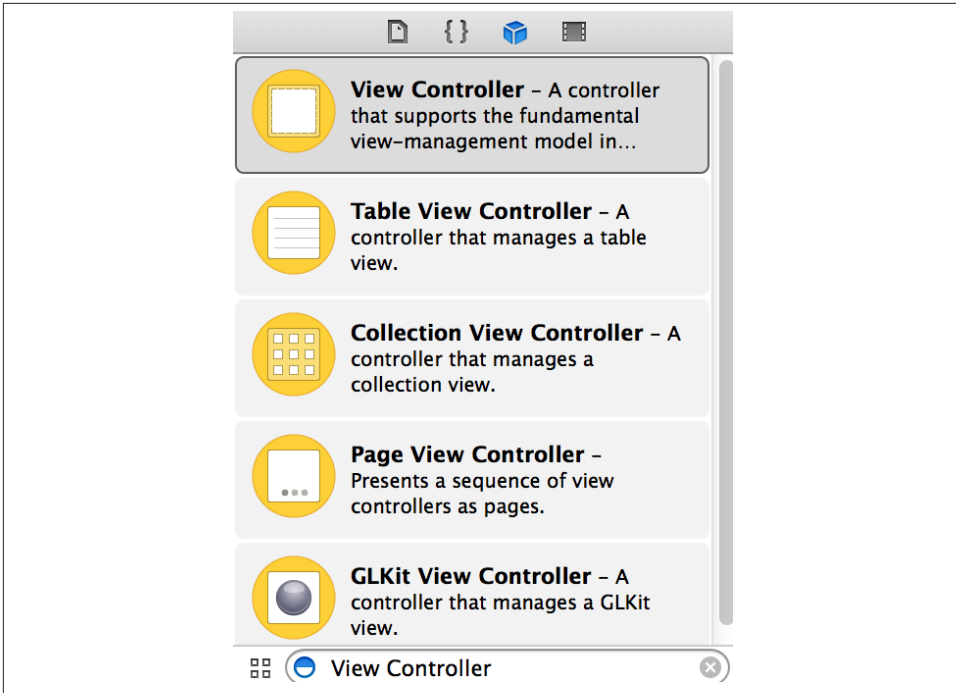 { }
View Controller – A controller
that supports the fundamental
view-management model in...
Table View Controller – A
controller that manages a table
view.
Collection View Controller – A
controller that manages a
collection view.
Page View Controller –
Presents a sequence of view
controllers as pages.
GLKit View Controller – A
controller that manages a GLKit
view.
View Controller